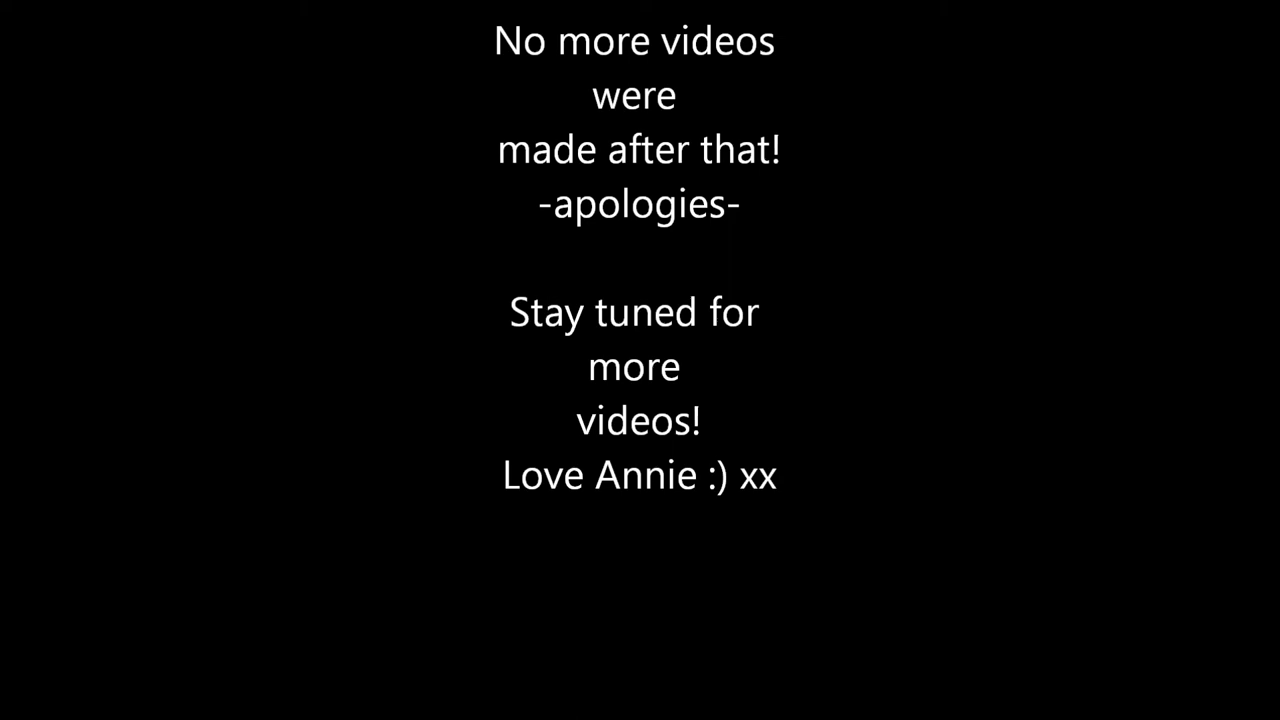 No more videos
were
made after that!
-apologies-
Stay tuned for
more
videos!
Love Annie :) xx